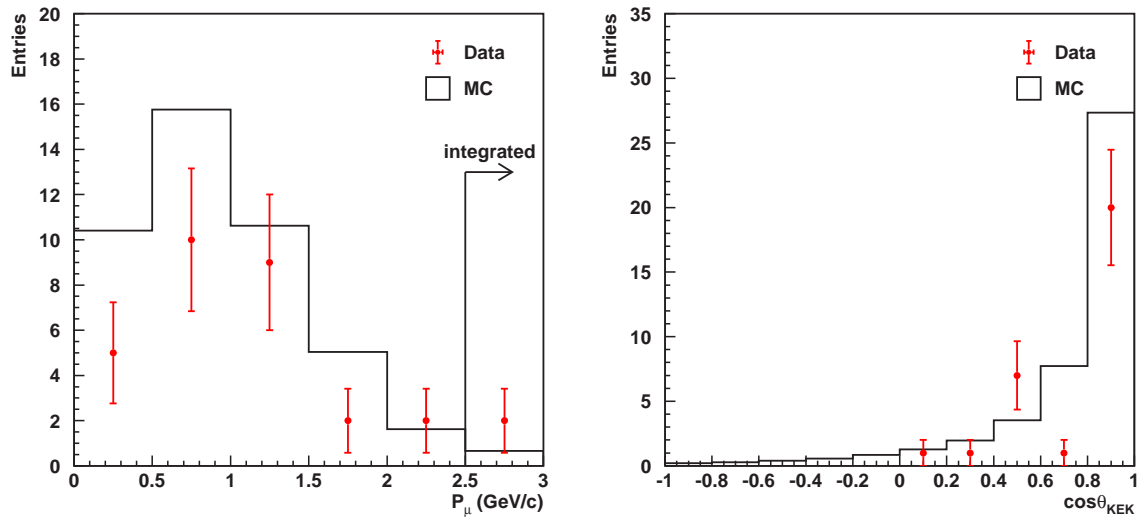 Entries
20
18
16
14
12
10
8
6
4
2
0
Data
MC
integrated
0 0.5 1 1.5 2 2.5 3
P_μ (GeV/c)
Entries
35
30
25
20
15
10
5
0
Data
MC
-1 -0.8 -0.6 -0.4 -0.2 0 0.2 0.4 0.6 0.8 1
cosθ_KEK